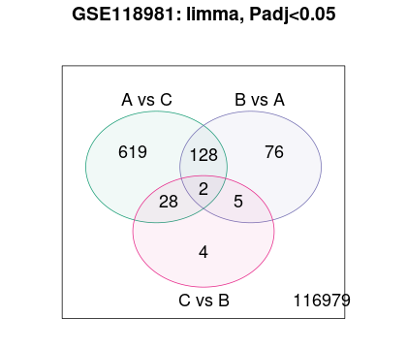 GSE118981: limma, Padj<0.05
A vs C B vs A
619 128 76
28 2 5
4
C vs B 116979